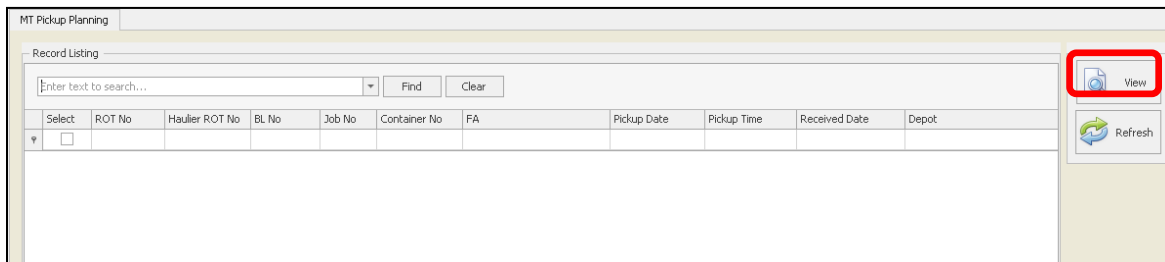 MT Pickup Planning
Record Listing
Enter text to search... Find Clear
View
Select ROT No Haulier ROT No BL No Job No Container No FA Pickup Date Pickup Time Received Date Depot
Refresh